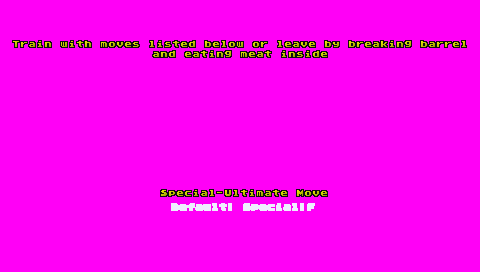 Train with moves listed below or leave by breaking barrel
and eating meat inside
Special-Ultimate Move
Default! Special!F